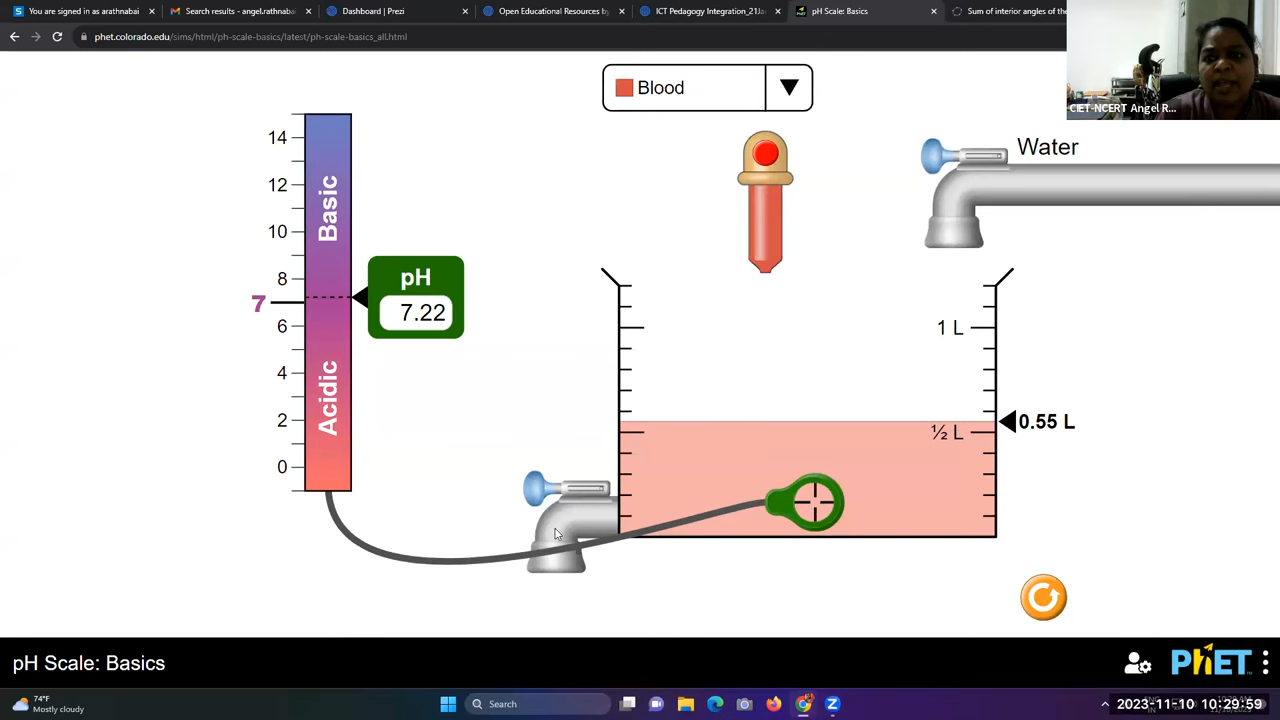 You are signed in as arathnabai
Search results - angel.rathnabai
Dashboard | Prezi
Open Educational Resources by
ICT Pedagogy Integration_21Jan
pH Scale: Basics
Sum of interior angles of the
phet.colorado.edu/sims/html/ph-scale-basics/latest/ph-scale-basics_all.html
CIET-NCERT Angel R...
Blood
Water
14
12
10
8
7
6
4
2
0
Basic
Acidic
pH
7.22
1 L
½ L
0.55 L
pH Scale: Basics
PhET
74°F
Mostly cloudy
Search
2023-11-10 10:29:59